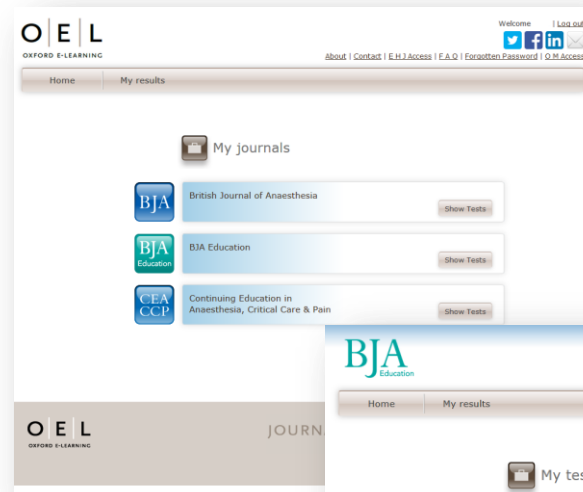 O E L
OXFORD E-LEARNING
Welcome | Log out
About | Contact | E H J Access | F A Q | Forgotten Password | O M Access
Home My results
My journals
BJA
British Journal of Anaesthesia
Show Tests
BJA
Education
BJA Education
Show Tests
CEA
CCP
Continuing Education in
Anaesthesia, Critical Care & Pain
Show Tests
BJA
Education
Home My results
O E L
OXFORD E-LEARNING
JOURN
My tes